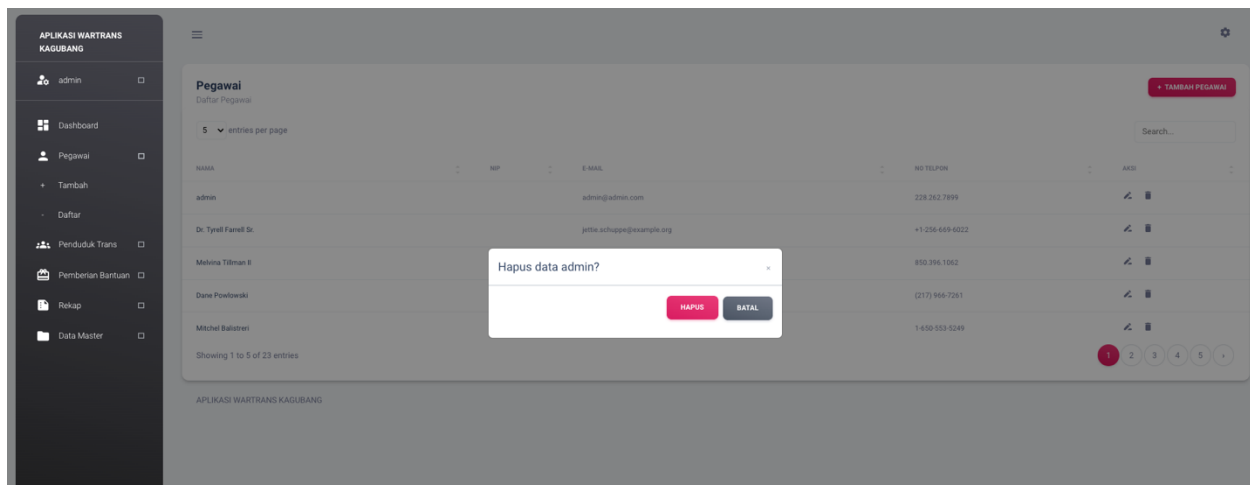 APLIKASI WARTRANS
KAGUBANG
admin
Dashboard
Pegawai
+ Tambah
- Daftar
Penduduk Trans
Pemberian Bantuan
Rekap
Data Master
Pegawai
Daftar Pegawai
+ TAMBAH PEGAWAI
5 entries per page
Search...
NAMA NIP E-MAIL NO TELPON AKSI
admin admin@admin.com 228.262.7899
Dr. Tyrell Farrell Sr. jettie.schuppe@example.org +1-256-669-6022
Melvina Tillman II 850.396.1062
Dane Powlowski (217) 966-7261
Mitchel Balistreri 1-650-553-5249
Hapus data admin? ×
HAPUS BATAL
Showing 1 to 5 of 23 entries
1 2 3 4 5 ›
APLIKASI WARTRANS KAGUBANG